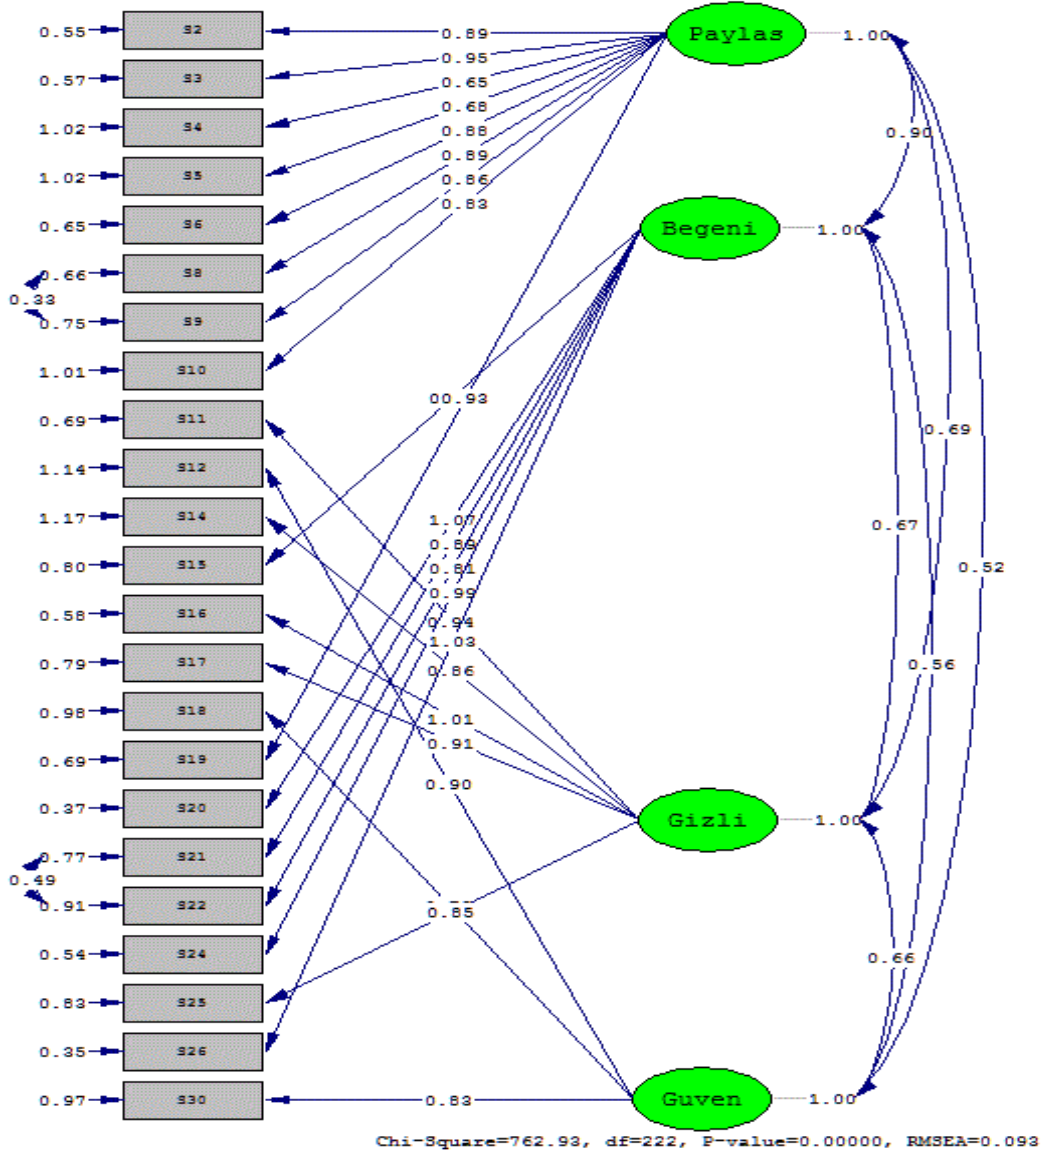 0.55 S2 0.89 Paylas 1.00
0.57 S3 0.95
1.02 S4 0.65
1.02 S5 0.68
0.65 S6 0.88
0.90
0.66 S8 0.89
0.33
0.75 S9 0.86
1.01 S10 0.83
Begeni 1.00
0.69 S11
1.14 S12
1.17 S14
0.80 S15
0.58 S16
0.79 S17
0.98 S18
0.69 S19
0.37 S20
0.77 S21
0.49
0.91 S22
0.54 S24
0.83 S25
0.35 S26
0.97 S30 0.83 Guven 1.00
00.93
1.07
0.89
0.81
0.99
0.94
1.03
0.86
1.01
0.91
0.90
0.85
Gizli 1.00
0.69
0.67
0.52
0.56
0.66
Chi-Square=762.93, df=222, P-value=0.00000, RMSEA=0.093